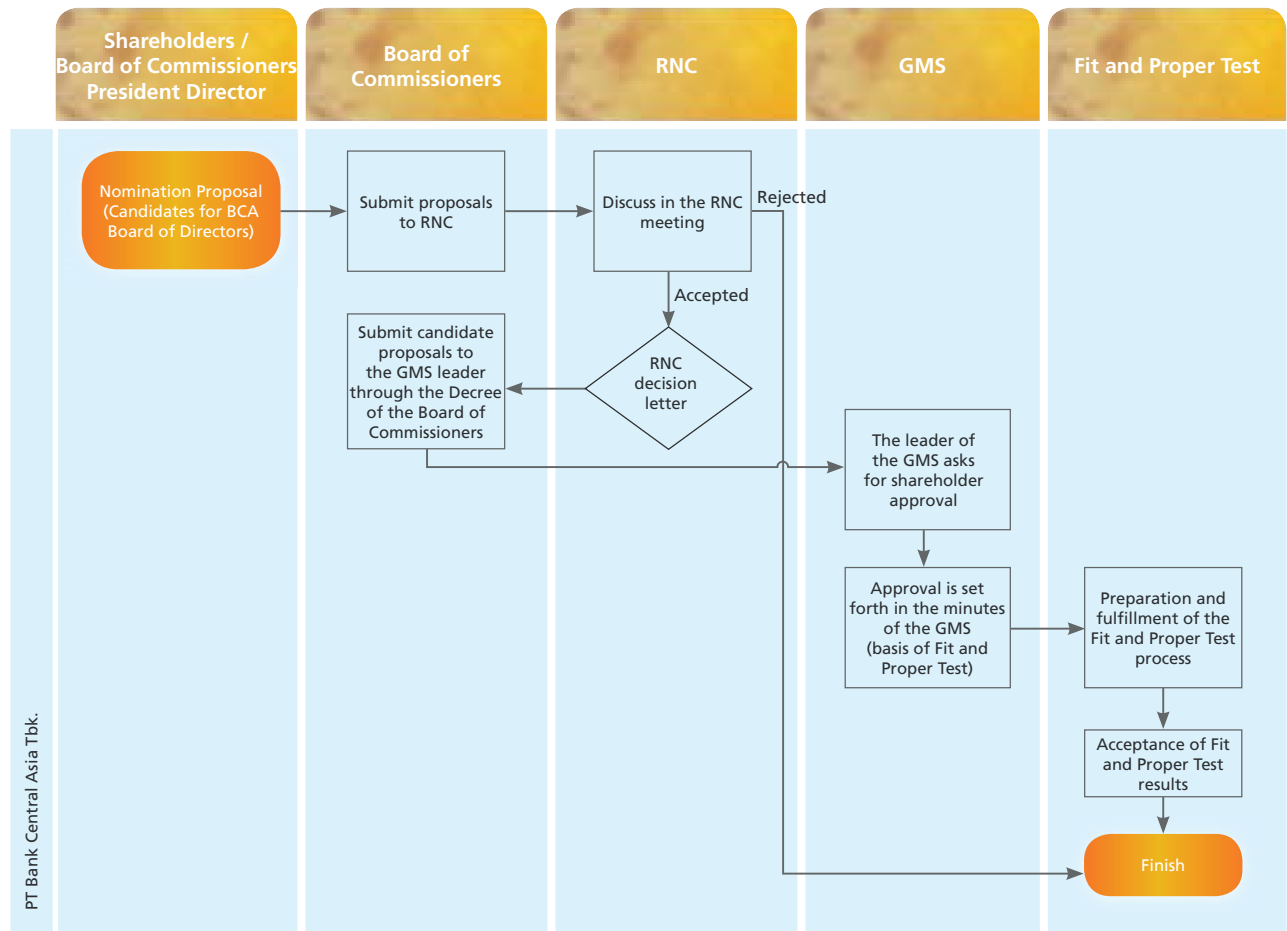 Shareholders /
Board of Commissioners
President Director
Board of
Commissioners
RNC
GMS
Fit and Proper Test
Nomination Proposal
(Candidates for BCA
Board of Directors)
Submit proposals
to RNC
Discuss in the RNC
meeting
Rejected
Accepted
RNC
decision
letter
Submit candidate
proposals to
the GMS leader
through the Decree
of the Board of
Commissioners
The leader of
the GMS asks
for shareholder
approval
Approval is set
forth in the minutes
of the GMS
(basis of Fit and
Proper Test)
Preparation and
fulfillment of the
Fit and Proper Test
process
Acceptance of Fit
and Proper Test
results
Finish
PT Bank Central Asia Tbk.